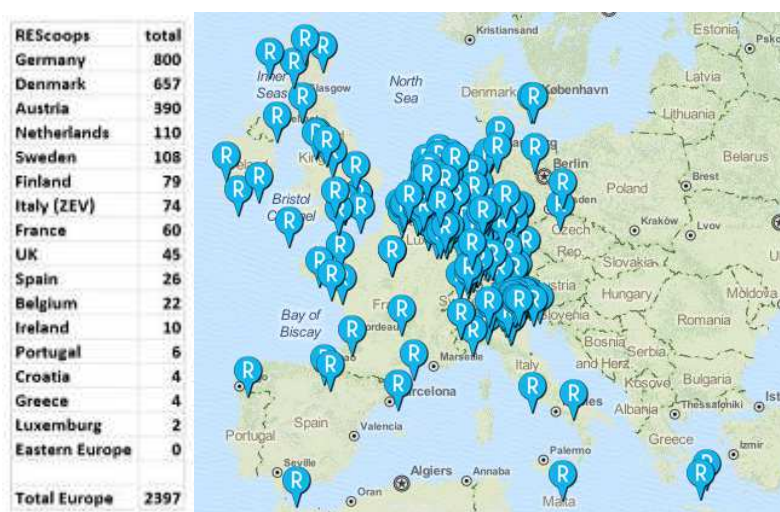 REScoops total
Germany 800
Denmark 657
Austria 390
Netherlands 110
Sweden 108
Finland 79
Italy (ZEV) 74
France 60
UK 45
Spain 26
Belgium 22
Ireland 10
Portugal 6
Croatia 4
Greece 4
Luxemburg 2
Eastern Europe 0
Total Europe 2397
Kristiansand
Estonia
North
Sea
Denmark
København
Latvia
Lithuania
Belarus
Berlin
Poland
Brest
Bristol
Kraków
Lvov
Czech
Rep.
Slovakia
Hungary
Moldova
Romania
Bay of
Biscay
Bosnia
and Herz
Serbia
Kosovo
Bulgaria
Marseille
Italy
Albania
Thessaloniki
Portugal
Spain
Valencia
Greece
Izmir
Palermo
Seville
Algiers
Annaba
Oran
Malta
R